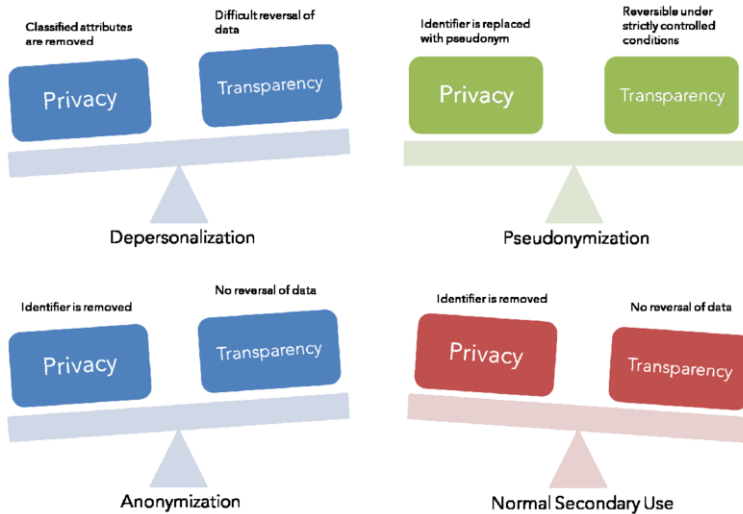 Classified attributes
are removed
Difficult reversal of
data
Privacy
Transparency
Depersonalization
Identifier is replaced
with pseudonym
Reversible under
strictly controlled
conditions
Privacy
Transparency
Pseudonymization
Identifier is removed
No reversal of data
Privacy
Transparency
Anonymization
Identifier is removed
No reversal of data
Privacy
Transparency
Normal Secondary Use